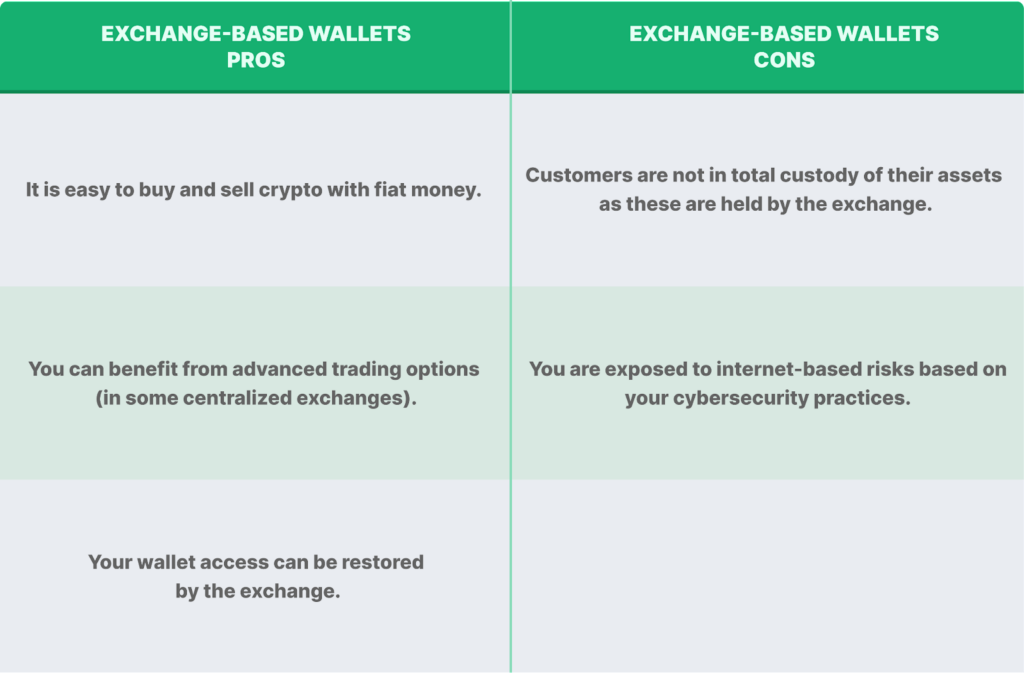 EXCHANGE-BASED WALLETS
PROS
EXCHANGE-BASED WALLETS
CONS
It is easy to buy and sell crypto with fiat money.
Customers are not in total custody of their assets
as these are held by the exchange.
You can benefit from advanced trading options
(in some centralized exchanges).
You are exposed to internet-based risks based on
your cybersecurity practices.
Your wallet access can be restored
by the exchange.